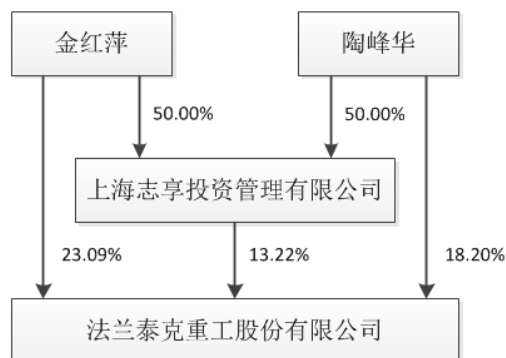 金红萍
陶峰华
50.00%
50.00%
上海志享投资管理有限公司
23.09%
13.22%
18.20%
法兰泰克重工股份有限公司